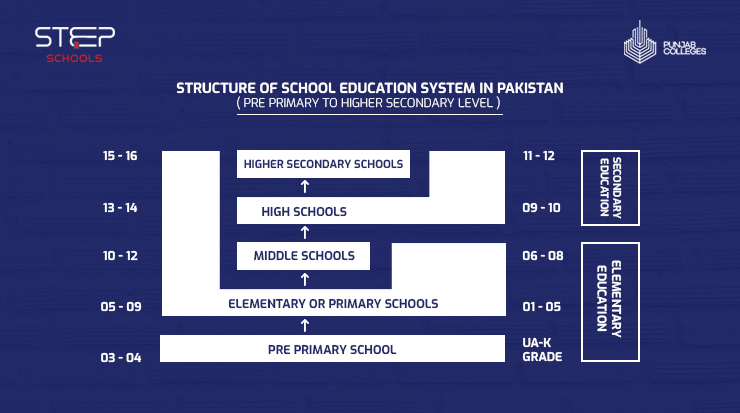 STEP
SCHOOLS
PUNJAB
COLLEGES
STRUCTURE OF SCHOOL EDUCATION SYSTEM IN PAKISTAN
( PRE PRIMARY TO HIGHER SECONDARY LEVEL )
15 - 16
HIGHER SECONDARY SCHOOLS
11 - 12
SECONDARY
EDUCATION
13 - 14
HIGH SCHOOLS
09 - 10
10 - 12
MIDDLE SCHOOLS
06 - 08
ELEMENTARY
EDUCATION
05 - 09
ELEMENTARY OR PRIMARY SCHOOLS
01 - 05
03 - 04
PRE PRIMARY SCHOOL
UA-K
GRADE